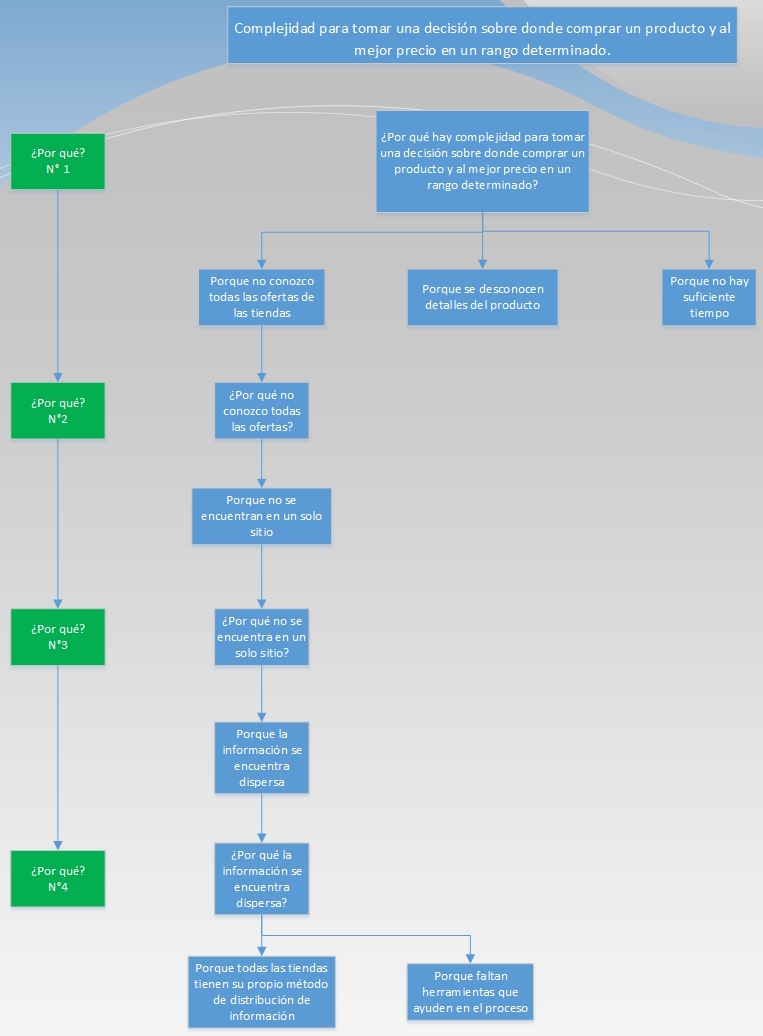 Complejidad para tomar una decisión sobre donde comprar un producto y al
mejor precio en un rango determinado.
¿Por qué?
N° 1
¿Por qué hay complejidad para tomar
una decisión sobre donde comprar un
producto y al mejor precio en un
rango determinado?
Porque no conozco
todas las ofertas de
las tiendas
Porque se desconocen
detalles del producto
Porque no hay
suficiente
tiempo
¿Por qué?
N°2
¿Por qué no
conozco todas
las ofertas?
Porque no se
encuentran en un solo
sitio
¿Por qué?
N°3
¿Por qué no se
encuentra en un
solo sitio?
Porque la
información se
encuentra
dispersa
¿Por qué?
N°4
¿Por qué la
información se
encuentra
dispersa?
Porque todas las tiendas
tienen su propio método
de distribución de
información
Porque faltan
herramientas que
ayuden en el proceso